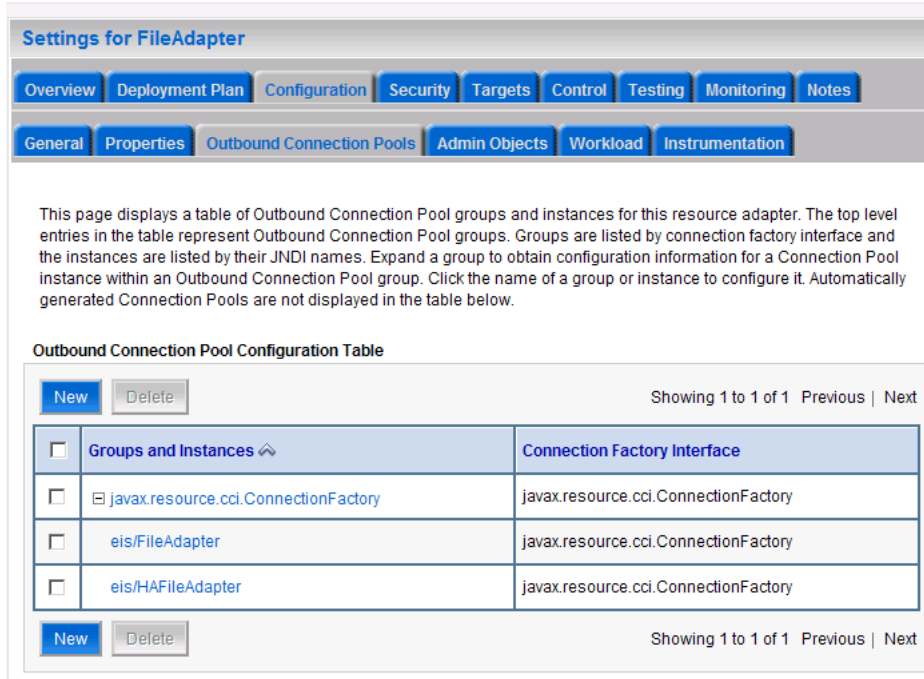 Settings for FileAdapter
Overview Deployment Plan Configuration Security Targets Control Testing Monitoring Notes
General Properties Outbound Connection Pools Admin Objects Workload Instrumentation
This page displays a table of Outbound Connection Pool groups and instances for this resource adapter. The top level
entries in the table represent Outbound Connection Pool groups. Groups are listed by connection factory interface and
the instances are listed by their JNDI names. Expand a group to obtain configuration information for a Connection Pool
instance within an Outbound Connection Pool group. Click the name of a group or instance to configure it. Automatically
generated Connection Pools are not displayed in the table below.
Outbound Connection Pool Configuration Table
New Delete Showing 1 to 1 of 1 Previous | Next
Groups and Instances Connection Factory Interface
javax.resource.cci.ConnectionFactory javax.resource.cci.ConnectionFactory
eis/FileAdapter javax.resource.cci.ConnectionFactory
eis/HAFileAdapter javax.resource.cci.ConnectionFactory
New Delete Showing 1 to 1 of 1 Previous | Next